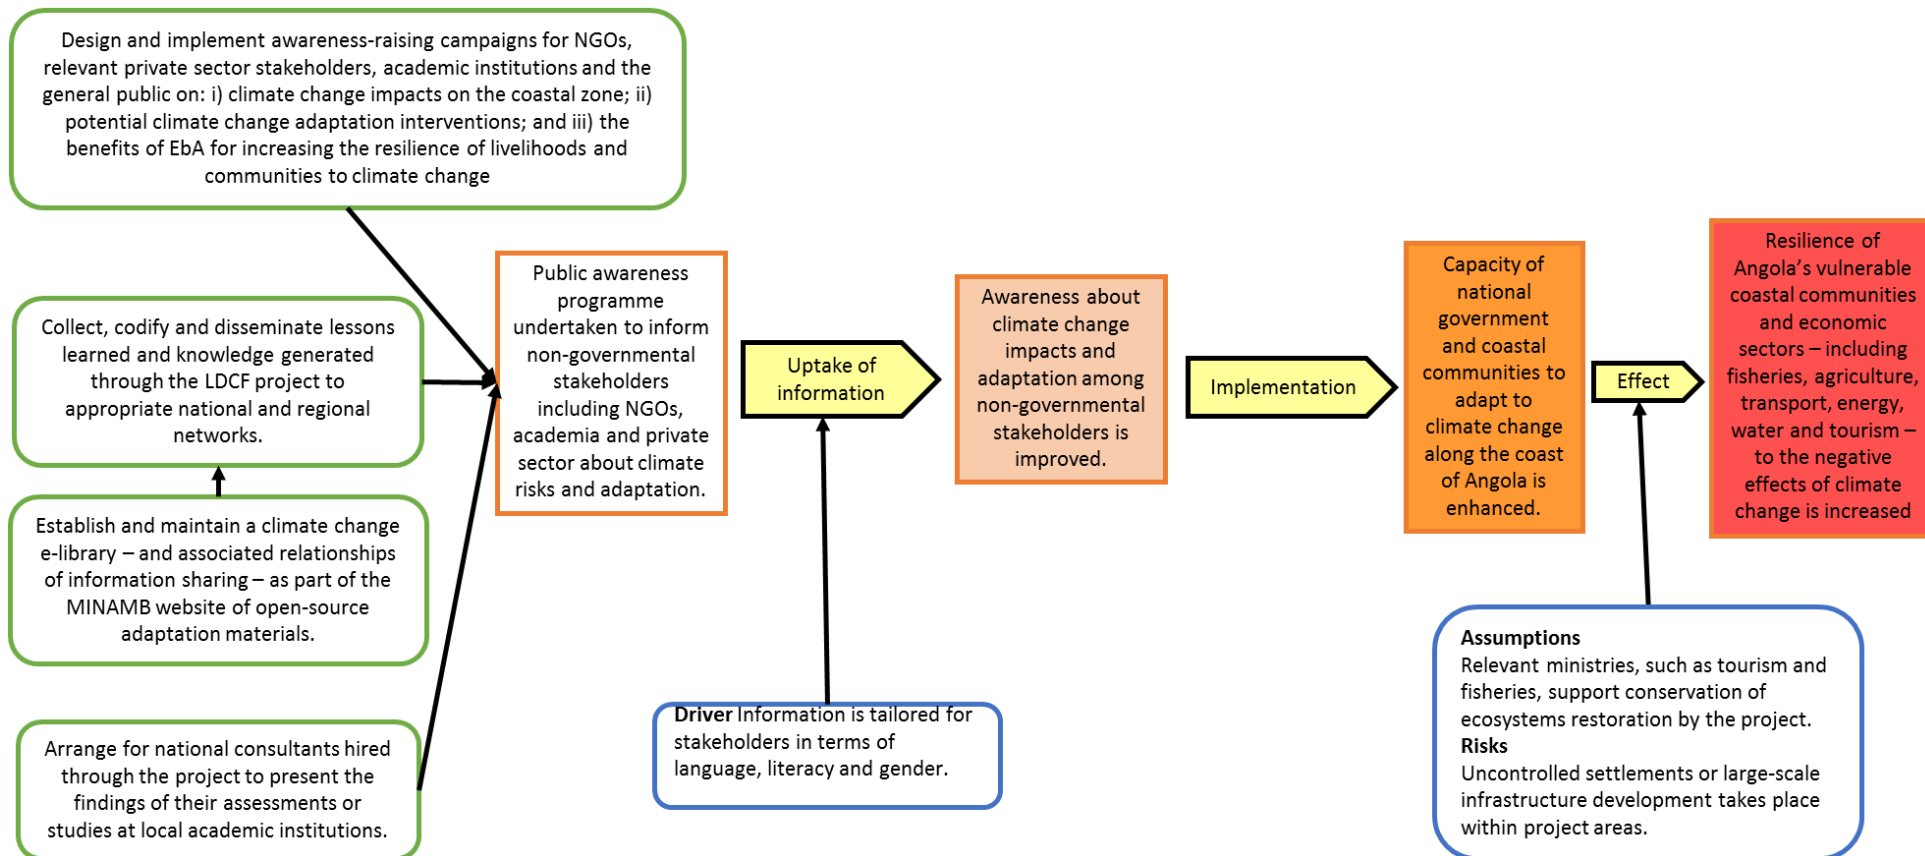 Design and implement awareness-raising campaigns for NGOs,
relevant private sector stakeholders, academic institutions and the
general public on: i) climate change impacts on the coastal zone; ii)
potential climate change adaptation interventions; and iii) the
benefits of EbA for increasing the resilience of livelihoods and
communities to climate change
Collect, codify and disseminate lessons
learned and knowledge generated
through the LDCF project to
appropriate national and regional
networks.
Establish and maintain a climate change
e-library – and associated relationships
of information sharing – as part of the
MINAMB website of open-source
adaptation materials.
Arrange for national consultants hired
through the project to present the
findings of their assessments or
studies at local academic institutions.
Public awareness
programme
undertaken to inform
non-governmental
stakeholders
including NGOs,
academia and private
sector about climate
risks and adaptation.
Uptake of
information
Driver Information is tailored for
stakeholders in terms of
language, literacy and gender.
Awareness about
climate change
impacts and
adaptation among
non-governmental
stakeholders is
improved.
Implementation
Capacity of
national
government
and coastal
communities to
adapt to
climate change
along the coast
of Angola is
enhanced.
Effect
Assumptions
Relevant ministries, such as tourism and
fisheries, support conservation of
ecosystems restoration by the project.
Risks
Uncontrolled settlements or large-scale
infrastructure development takes place
within project areas.
Resilience of
Angola’s vulnerable
coastal communities
and economic
sectors – including
fisheries, agriculture,
transport, energy,
water and tourism –
to the negative
effects of climate
change is increased